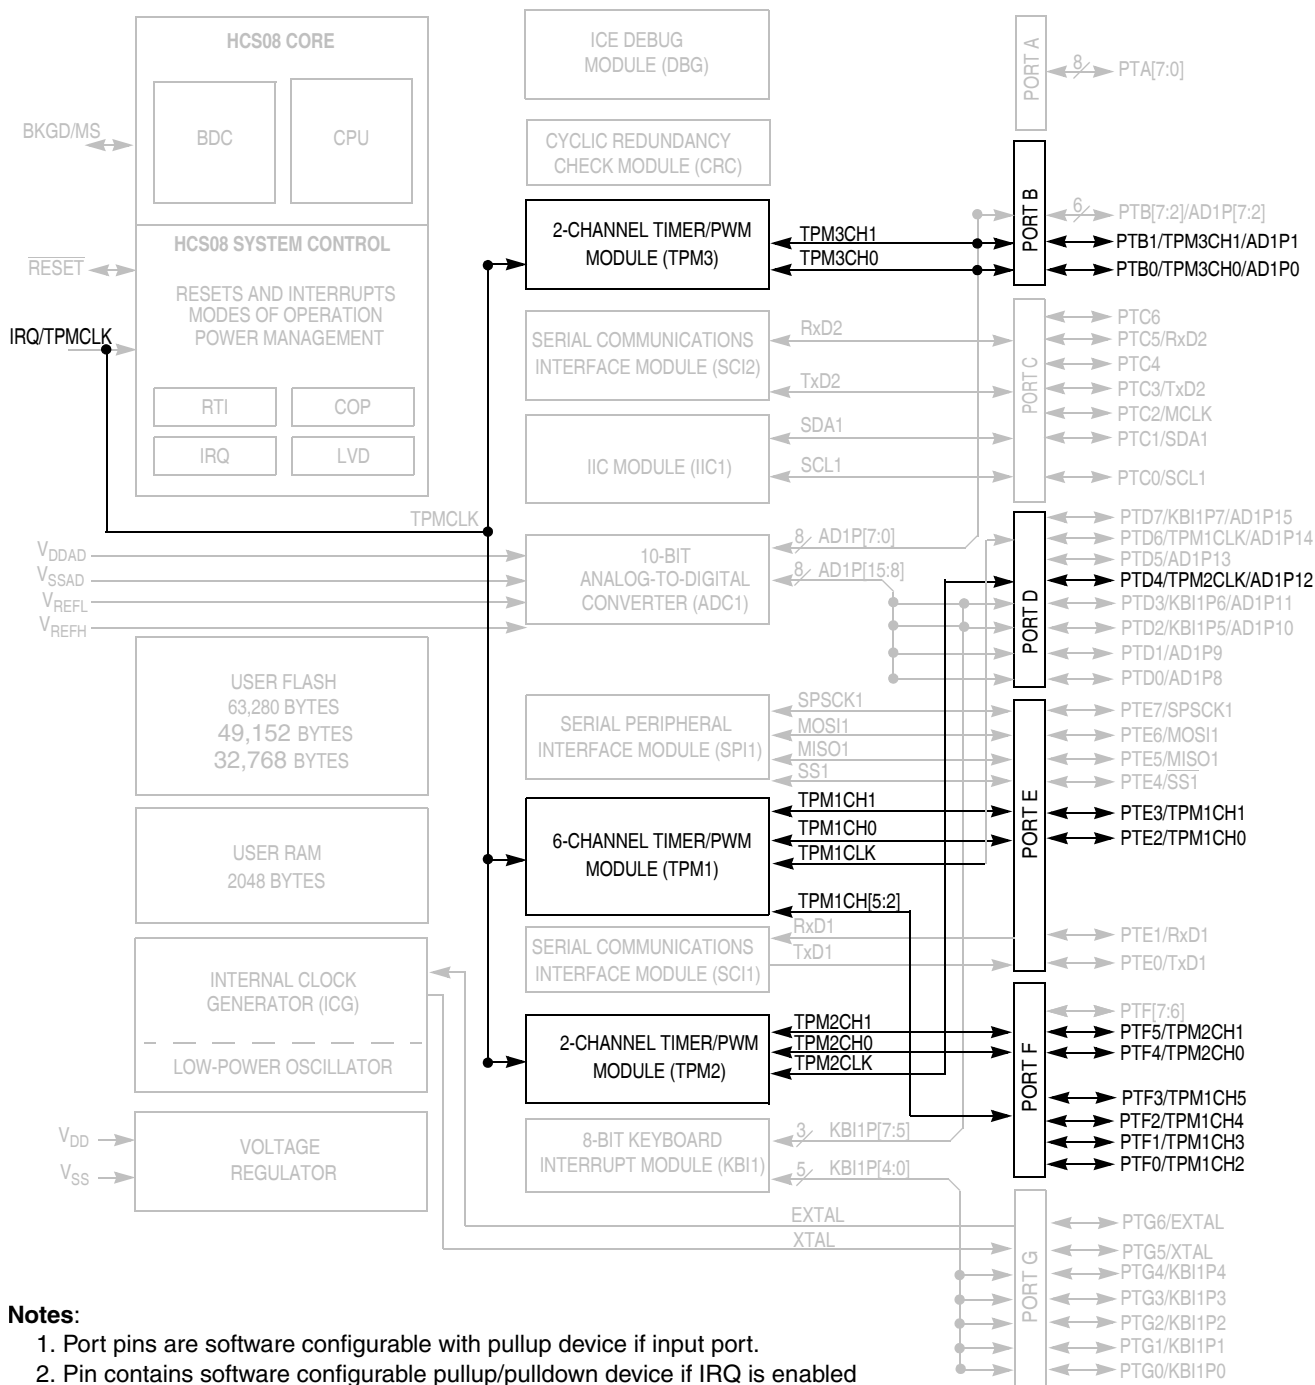 HCS08 CORE
BDC
CPU
BKGD/MS
HCS08 SYSTEM CONTROL
RESET
RESETS AND INTERRUPTS
MODES OF OPERATION
POWER MANAGEMENT
IRQ/TPMCLK
RTI
COP
IRQ
LVD
TPMCLK
VDDAD
VSSAD
VREFL
VREFH
USER FLASH
63,280 BYTES
49,152 BYTES
32,768 BYTES
USER RAM
2048 BYTES
INTERNAL CLOCK
GENERATOR (ICG)
LOW-POWER OSCILLATOR
VDD
VSS
VOLTAGE
REGULATOR
ICE DEBUG
MODULE (DBG)
CYCLIC REDUNDANCY
CHECK MODULE (CRC)
2-CHANNEL TIMER/PWM
MODULE (TPM3)
TPM3CH1
TPM3CH0
SERIAL COMMUNICATIONS
INTERFACE MODULE (SCI2)
RxD2
TxD2
IIC MODULE (IIC1)
SDA1
SCL1
10-BIT
ANALOG-TO-DIGITAL
CONVERTER (ADC1)
8 AD1P[7:0]
8 AD1P[15:8]
SERIAL PERIPHERAL
INTERFACE MODULE (SPI1)
SPSCK1
MOSI1
MISO1
SS1
6-CHANNEL TIMER/PWM
MODULE (TPM1)
TPM1CH1
TPM1CH0
TPM1CLK
TPM1CH[5:2]
SERIAL COMMUNICATIONS
INTERFACE MODULE (SCI1)
RxD1
TxD1
2-CHANNEL TIMER/PWM
MODULE (TPM2)
TPM2CH1
TPM2CH0
TPM2CLK
8-BIT KEYBOARD
INTERRUPT MODULE (KBI1)
3 KBI1P[7:5]
5 KBI1P[4:0]
EXTAL
XTAL
PORT A
8 PTA[7:0]
PORT B
6 PTB[7:2]/AD1P[7:2]
PTB1/TPM3CH1/AD1P1
PTB0/TPM3CH0/AD1P0
PORT C
PTC6
PTC5/RxD2
PTC4
PTC3/TxD2
PTC2/MCLK
PTC1/SDA1
PTC0/SCL1
PORT D
PTD7/KBI1P7/AD1P15
PTD6/TPM1CLK/AD1P14
PTD5/AD1P13
PTD4/TPM2CLK/AD1P12
PTD3/KBI1P6/AD1P11
PTD2/KBI1P5/AD1P10
PTD1/AD1P9
PTD0/AD1P8
PORT E
PTE7/SPSCK1
PTE6/MOSI1
PTE5/MISO1
PTE4/SS1
PTE3/TPM1CH1
PTE2/TPM1CH0
PTE1/RxD1
PTE0/TxD1
PORT F
PTF[7:6]
PTF5/TPM2CH1
PTF4/TPM2CH0
PTF3/TPM1CH5
PTF2/TPM1CH4
PTF1/TPM1CH3
PTF0/TPM1CH2
PORT G
PTG6/EXTAL
PTG5/XTAL
PTG4/KBI1P4
PTG3/KBI1P3
PTG2/KBI1P2
PTG1/KBI1P1
PTG0/KBI1P0
Notes:
1. Port pins are software configurable with pullup device if input port.
2. Pin contains software configurable pullup/pulldown device if IRQ is enabled